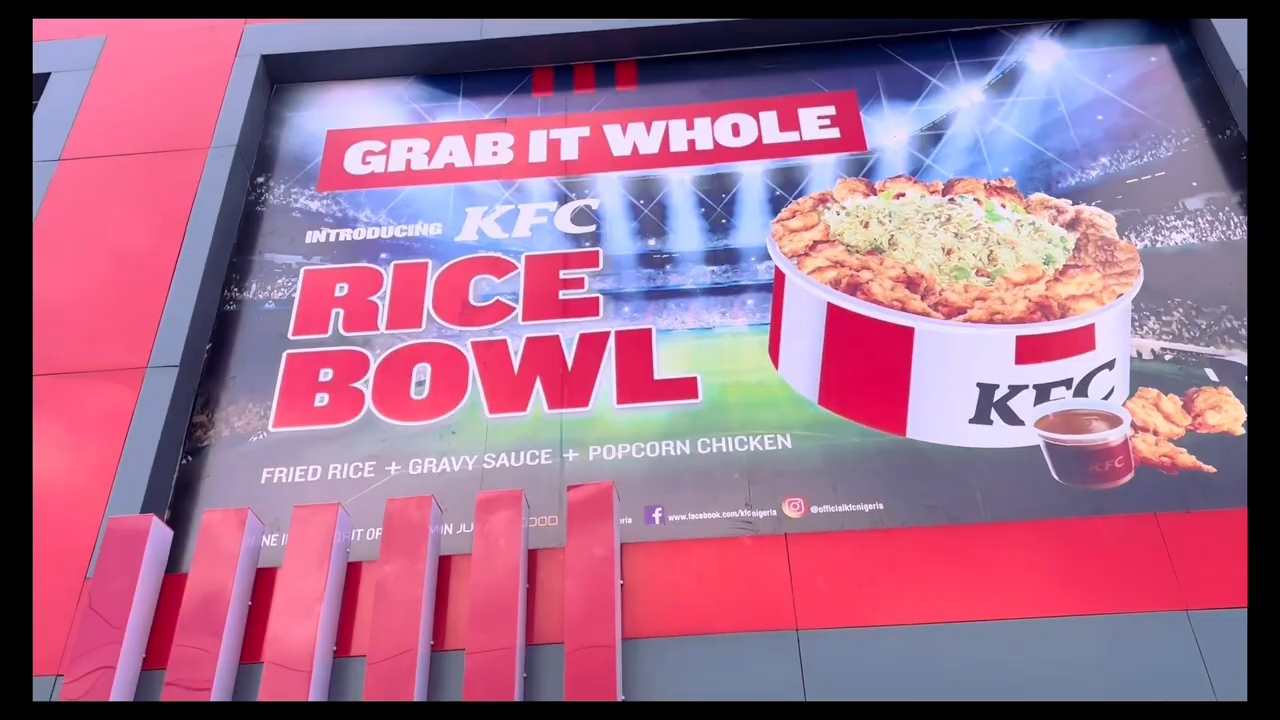 GRAB IT WHOLE
INTRODUCING KFC
RICE
BOWL
FRIED RICE + GRAVY SAUCE + POPCORN CHICKEN
www.facebook.com/kfcnigeria @officialkfcnigeria
KFC
KFC